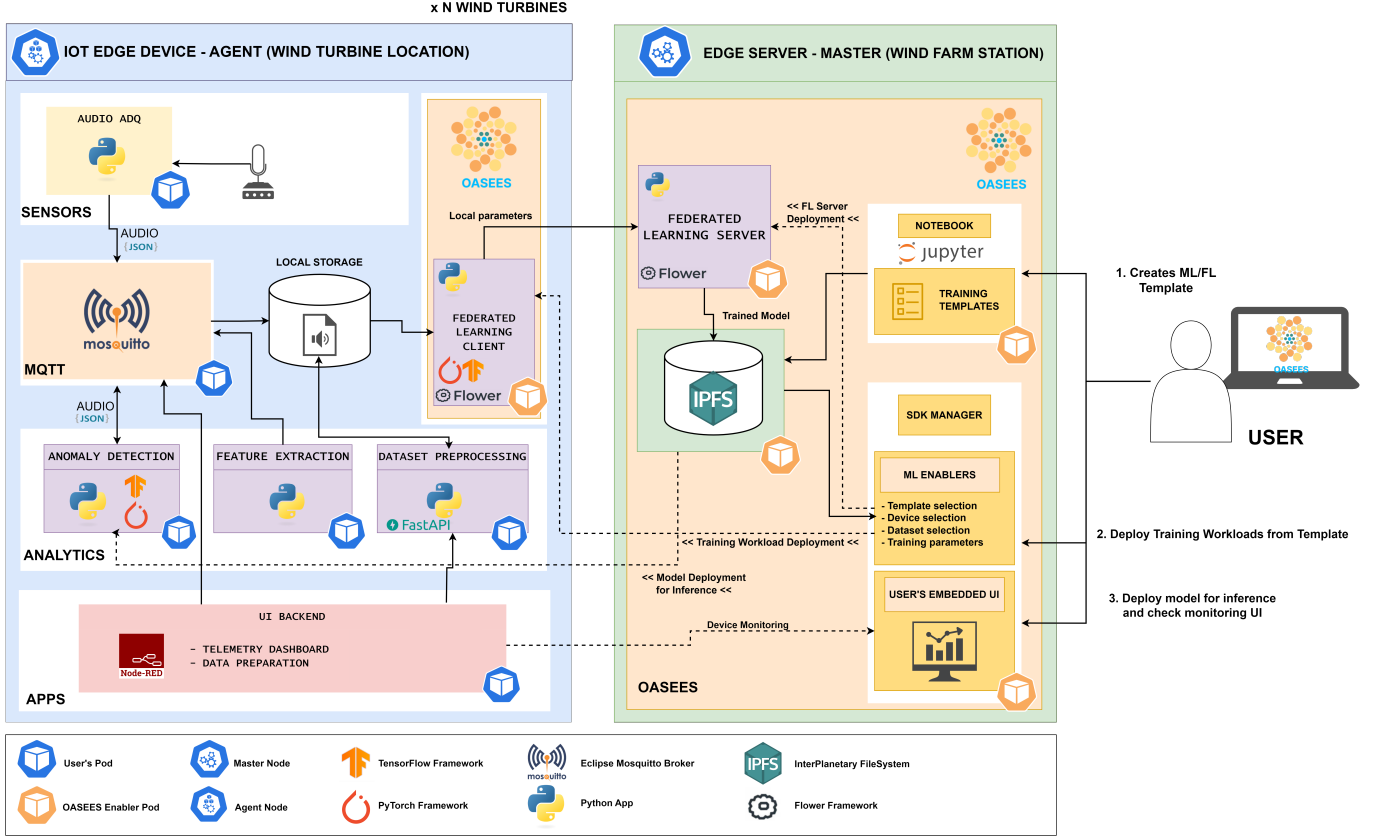 x N WIND TURBINES
IOT EDGE DEVICE - AGENT (WIND TURBINE LOCATION)
AUDIO ADQ
SENSORS
AUDIO
{JSON}
mosquitto
MQTT
AUDIO
{JSON}
LOCAL STORAGE
OASEES
Local parameters
FEDERATED
LEARNING
CLIENT
Flower
ANOMALY DETECTION
FEATURE EXTRACTION
DATASET PREPROCESSING
FastAPI
ANALYTICS
UI BACKEND
Node-RED
- TELEMETRY DASHBOARD
- DATA PREPARATION
APPS
EDGE SERVER - MASTER (WIND FARM STATION)
OASEES
FEDERATED
LEARNING SERVER
Flower
<< FL Server
Deployment <<
NOTEBOOK
jupyter
TRAINING
TEMPLATES
Trained Model
IPFS
SDK MANAGER
ML ENABLERS
- Template selection
- Device selection
- Dataset selection
- Training parameters
<< Training Workload Deployment <<
<< Model Deployment
for Inference <<
USER'S EMBEDDED UI
Device Monitoring
OASEES
1. Creates ML/FL
Template
OASEES
USER
2. Deploy Training Workloads from Template
3. Deploy model for inference
and check monitoring UI
User's Pod
Master Node
TensorFlow Framework
mosquitto
Eclipse Mosquitto Broker
IPFS
InterPlanetary FileSystem
OASEES Enabler Pod
Agent Node
PyTorch Framework
Python App
Flower Framework